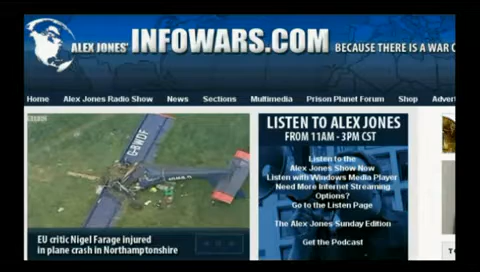 ALEX JONES' INFOWARS.COM BECAUSE THERE IS A WAR
Home Alex Jones Radio Show News Sections Multimedia Prison Planet Forum Shop
G-BWDF
EU critic Nigel Farage injured
in plane crash in Northamptonshire
LISTEN TO ALEX JONES
FROM 11AM - 3PM CST
Listen to the
Alex Jones Show Now
Listen with Windows Media Player
Need More Internet Streaming
Options?
Go to the Listen Page
The Alex Jones Sunday Edition
Get the Podcast